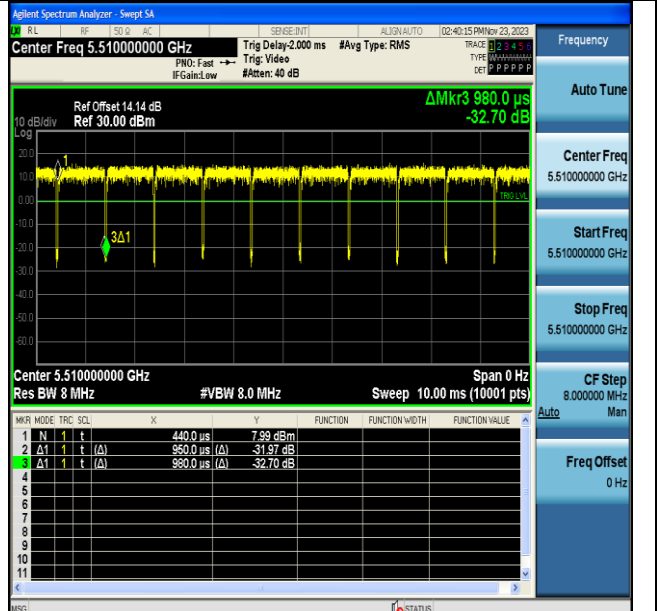 Agilent Spectrum Analyzer - Swept SA
RL RF 50 Ω AC SENSE:INT ALIGN AUTO 02:40:15 PM Nov 23, 2023
Center Freq 5.510000000 GHz
PNO: Fast
IFGain:Low
Trig Delay-2.000 ms
Trig: Video
#Atten: 40 dB
#Avg Type: RMS
TRACE 1 2 3 4 5 6
TYPE
DET P P P P P P
Frequency
Auto Tune
Ref Offset 14.14 dB
10 dB/div Ref 30.00 dBm
ΔMkr3 980.0 µs
-32.70 dB
Log
20.0
10.0
0.00
-10.0
-20.0
-30.0
-40.0
-50.0
-60.0
1
3Δ1
TRIG LVL
Center Freq
5.510000000 GHz
Start Freq
5.510000000 GHz
Stop Freq
5.510000000 GHz
Center 5.510000000 GHz Span 0 Hz
Res BW 8 MHz #VBW 8.0 MHz Sweep 10.00 ms (10001 pts)
CF Step
8.000000 MHz
Auto Man
Freq Offset
0 Hz
MKR MODE TRC SCL X Y FUNCTION FUNCTION WIDTH FUNCTION VALUE
1 N 1 t 440.0 µs 7.99 dBm
2 Δ1 1 t (Δ) 950.0 µs (Δ) -31.97 dB
3 Δ1 1 t (Δ) 980.0 µs (Δ) -32.70 dB
4
5
6
7
8
9
10
11
MSG STATUS